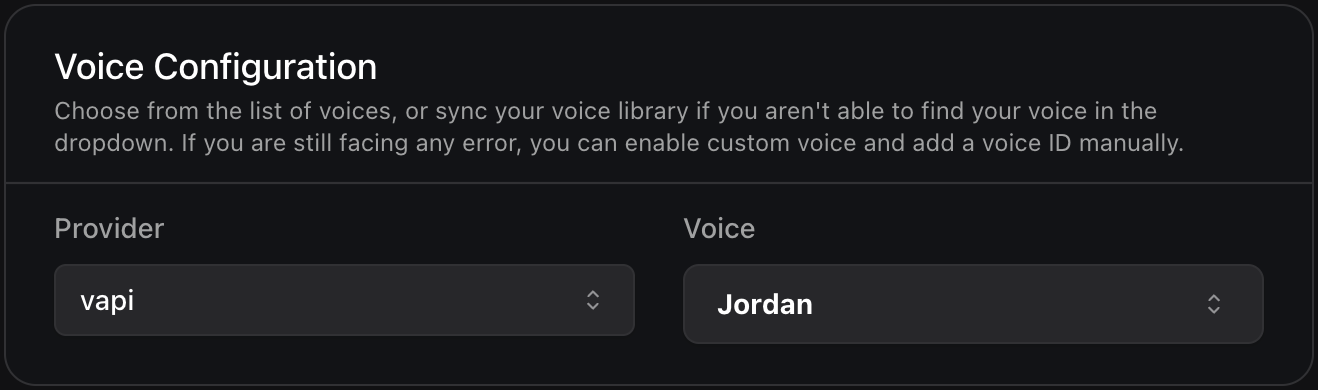 Voice Configuration
Choose from the list of voices, or sync your voice library if you aren't able to find your voice in the
dropdown. If you are still facing any error, you can enable custom voice and add a voice ID manually.
Provider
vapi
Voice
Jordan